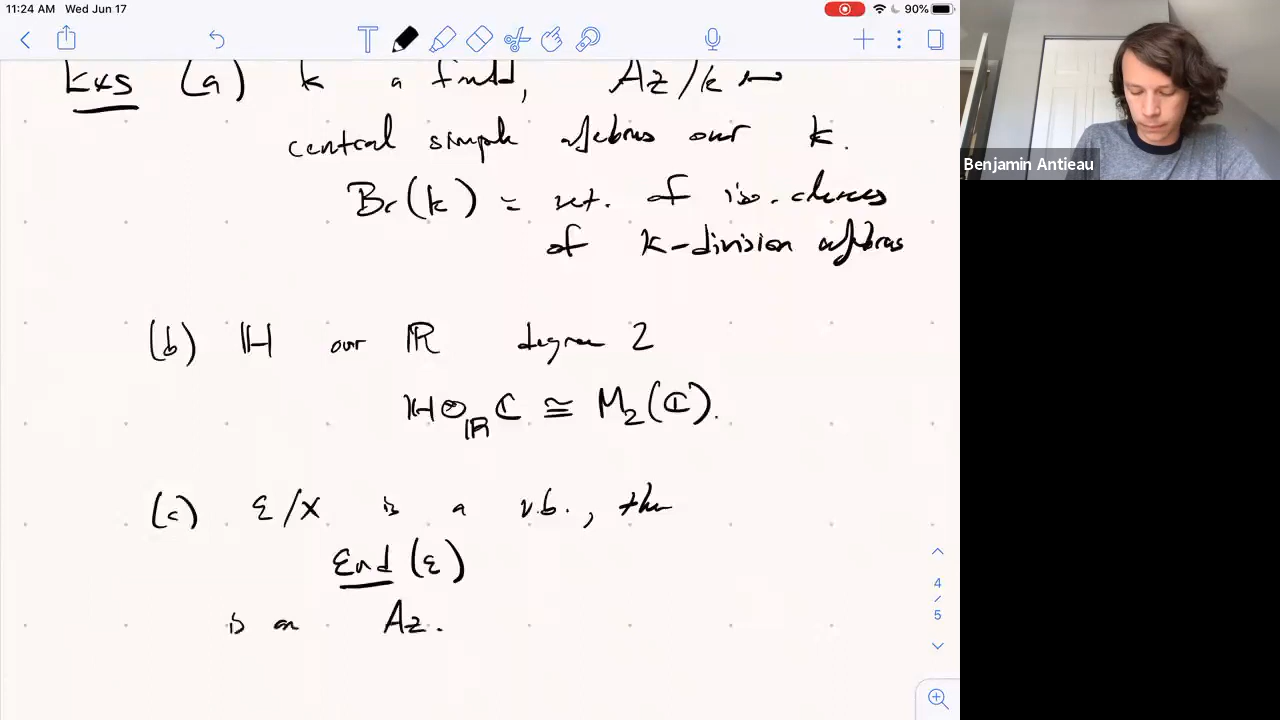 11:24 AM Wed Jun 17
90%
Exs (a) k a field, Az/k ↔
central simple algebras over k.
Br(k) = set of iso. classes
of k-division algebras
(b) ℍ over ℝ degree 2
ℍ⊗_ℝ ℂ ≅ M₂(ℂ).
(c) ℰ/X is a v.b., then
End(ℰ)
is an Az.
4
/
5
Benjamin Antieau